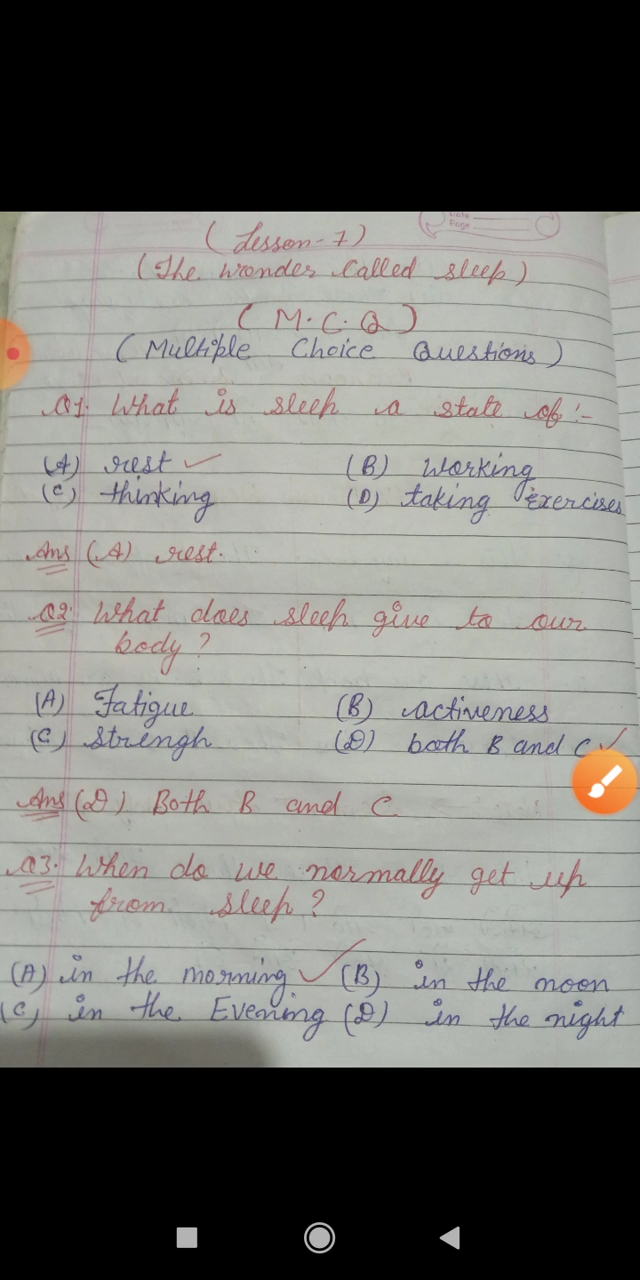 Date
Page
(Lesson-7)
(The wonder called sleep)
(M.C.Q)
(Multiple Choice Questions)
Q1. What is sleep a state of:-
(A) rest ✓ (B) Working
(C) thinking (D) taking Exercises
Ans (A) rest.
Q2. What does sleep give to our
body?
(A) Fatigue (B) activeness
(C) Strengh (D) both B and C ✓
Ans (D) Both B and C
Q3. When do we normally get up
from sleep?
(A) in the morning ✓ (B) in the noon
(C) in the Evening (D) in the night